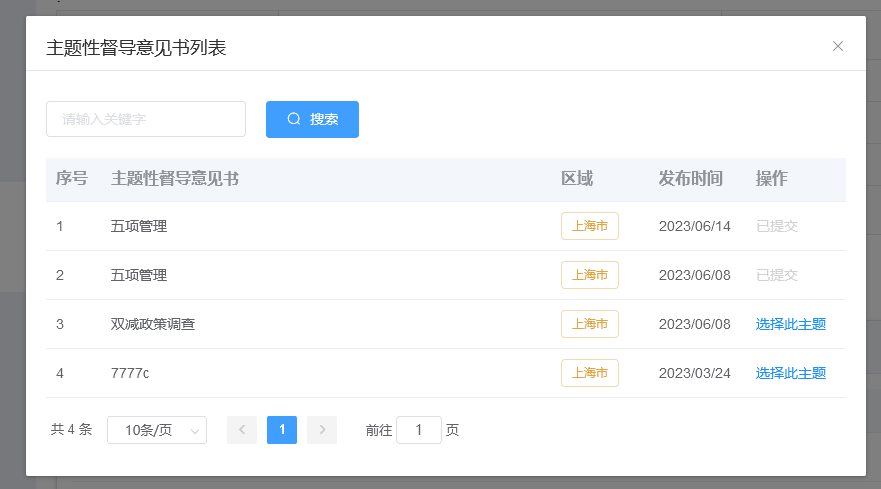 主题性督导意见书列表
请输入关键字 搜索
序号 主题性督导意见书 区域 发布时间 操作
1 五项管理 上海市 2023/06/14 已提交
2 五项管理 上海市 2023/06/08 已提交
3 双减政策调查 上海市 2023/06/08 选择此主题
4 7777c 上海市 2023/03/24 选择此主题
共 4 条 10条/页 1 前往 1 页